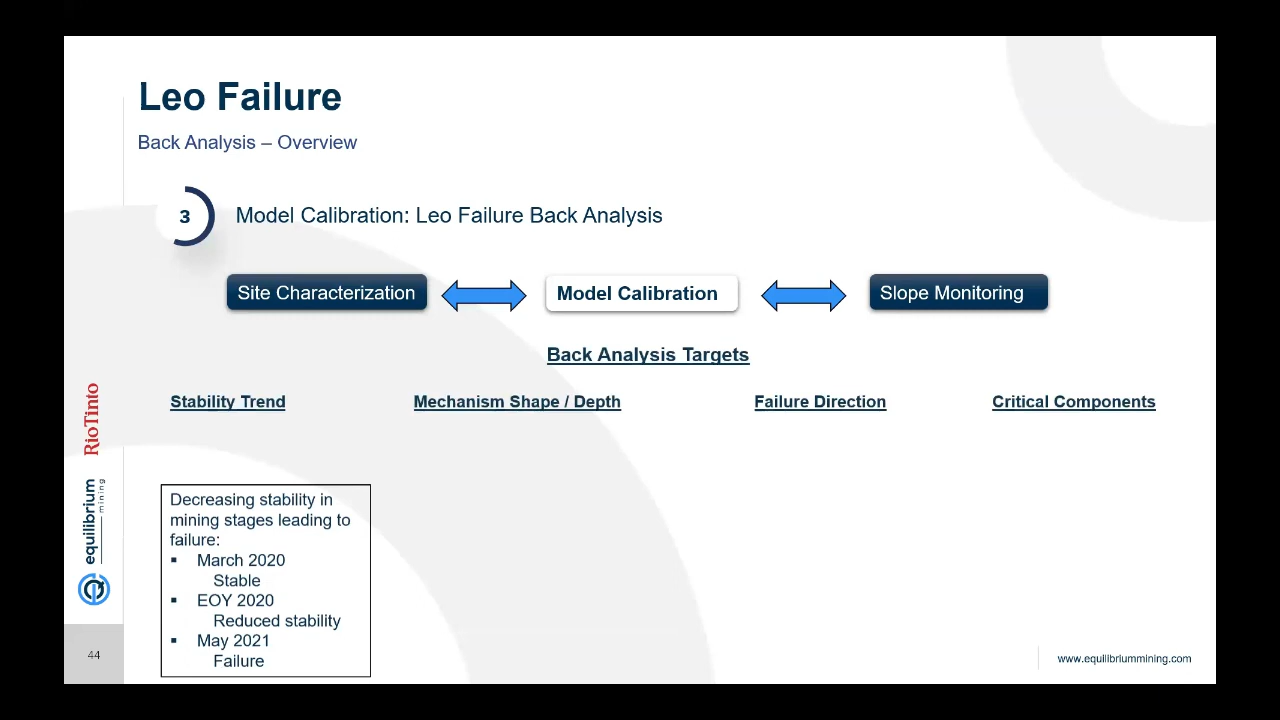 Leo Failure
Back Analysis – Overview
3
Model Calibration: Leo Failure Back Analysis
Site Characterization
Model Calibration
Slope Monitoring
Back Analysis Targets
Stability Trend
Mechanism Shape / Depth
Failure Direction
Critical Components
Decreasing stability in
mining stages leading to
failure:
▪ March 2020
Stable
▪ EOY 2020
Reduced stability
▪ May 2021
Failure
RioTinto
equilibrium
mining
44
www.equilibriummining.com